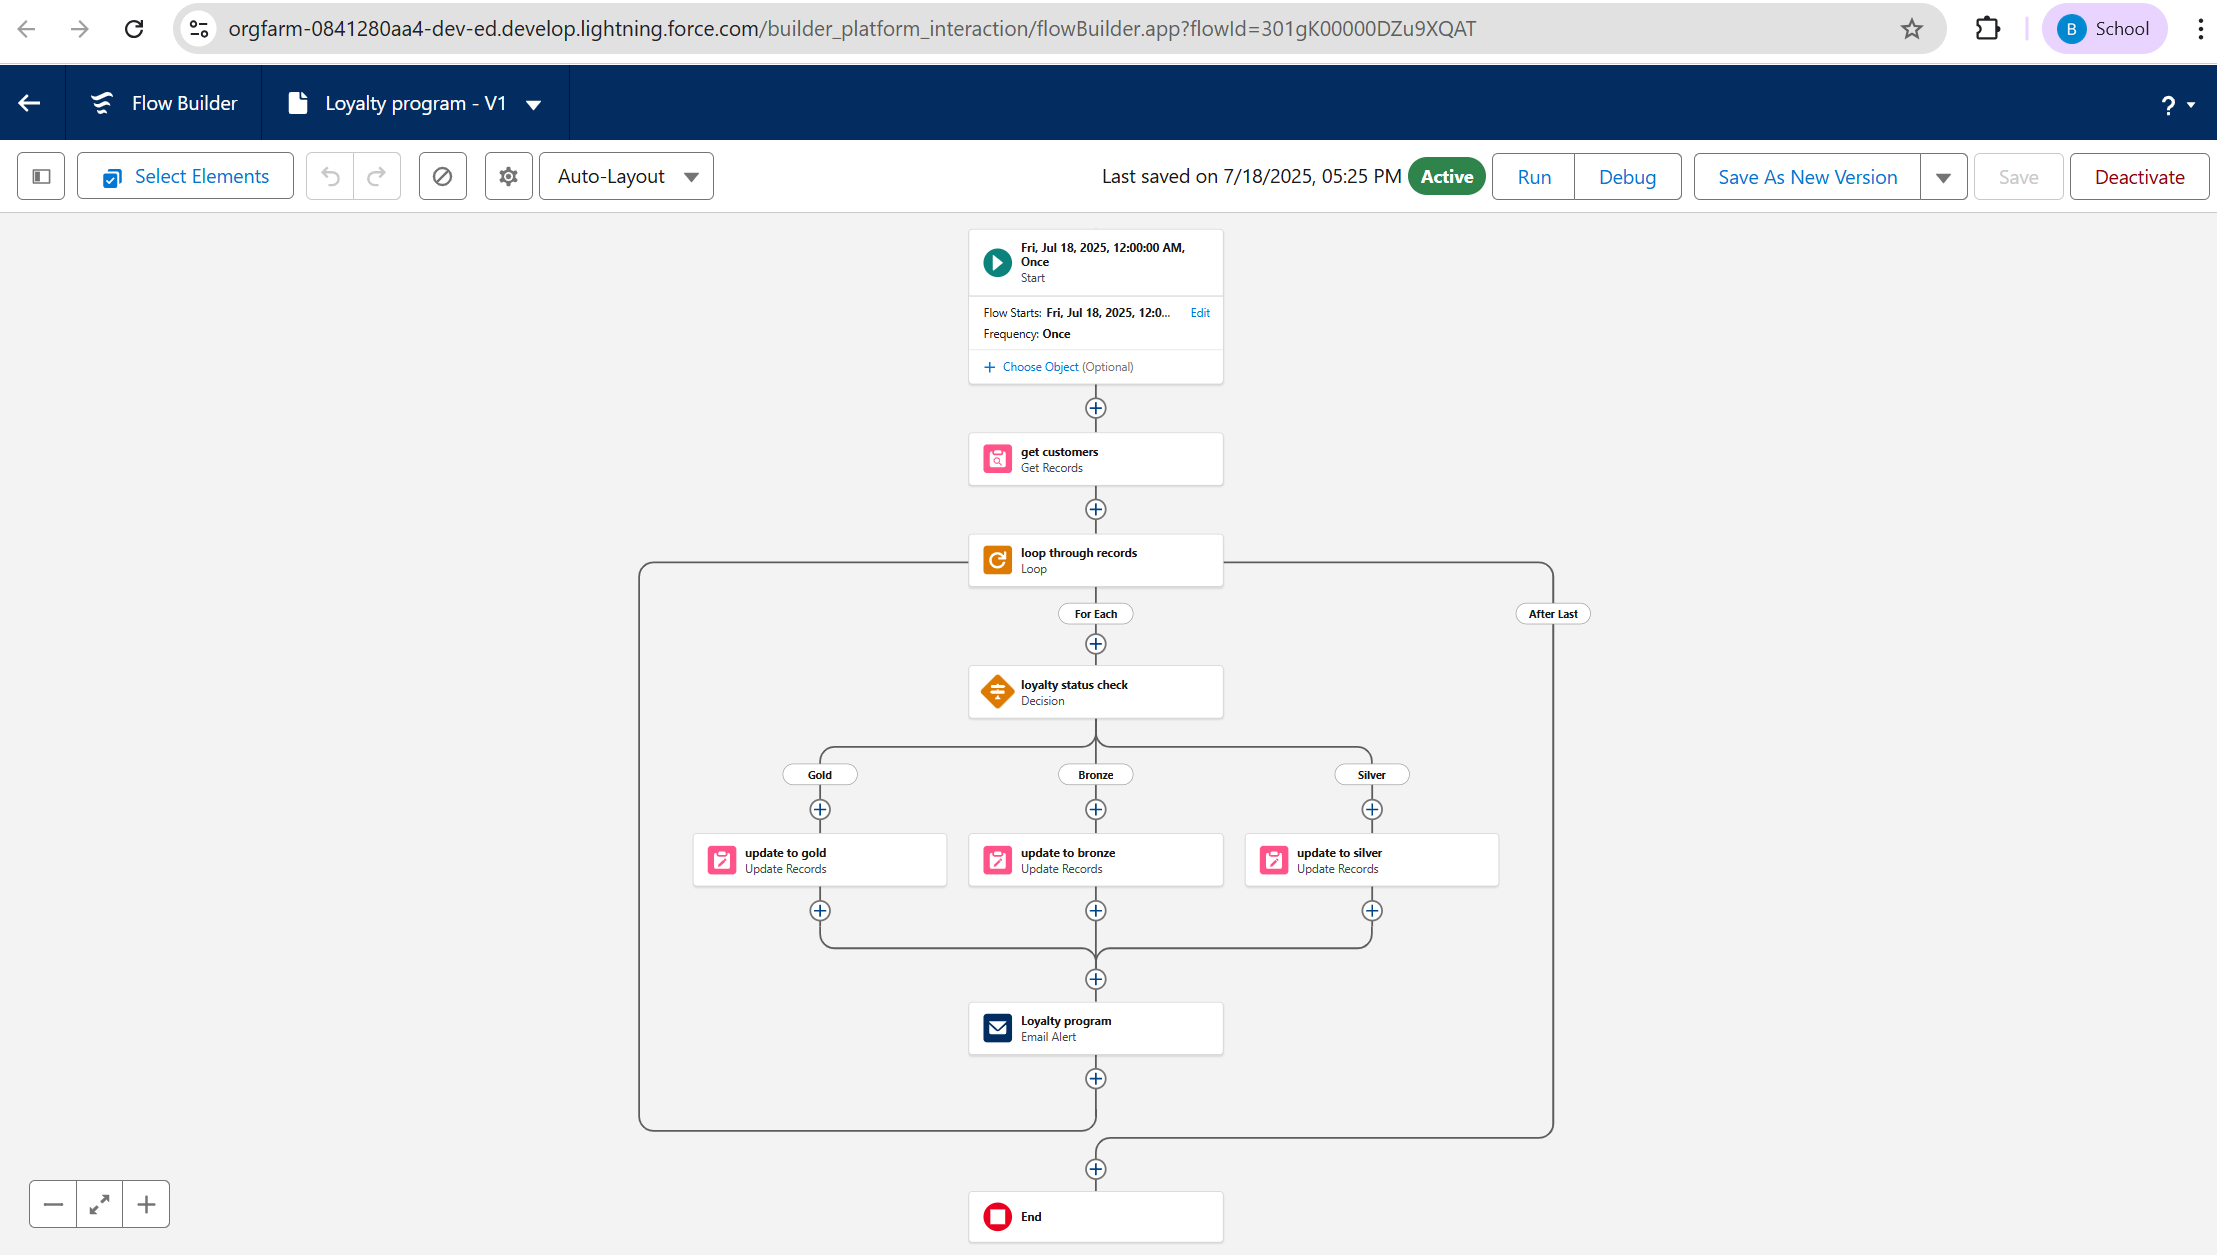 orgfarm-0841280aa4-dev-ed.develop.lightning.force.com/builder_platform_interaction/flowBuilder.app?flowId=301gK00000DZu9XQAT
B School
Flow Builder
Loyalty program - V1
?
Select Elements
Auto-Layout
Last saved on 7/18/2025, 05:25 PM
Active
Run
Debug
Save As New Version
Save
Deactivate
Fri, Jul 18, 2025, 12:00:00 AM,
Once
Start
Flow Starts: Fri, Jul 18, 2025, 12:0... Edit
Frequency: Once
Choose Object (Optional)
get customers
Get Records
loop through records
Loop
For Each
After Last
loyalty status check
Decision
Gold
Bronze
Silver
update to gold
Update Records
update to bronze
Update Records
update to silver
Update Records
Loyalty program
Email Alert
End